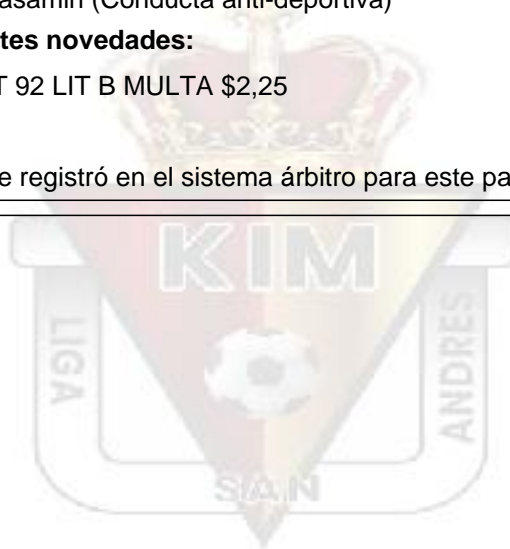 (Conducta anti-deportiva)
tes novedades:
T 92 LIT B MULTA $2,25
e registró en el sistema árbitro para este pa
KIM
LIGA
ANDRES
SAN